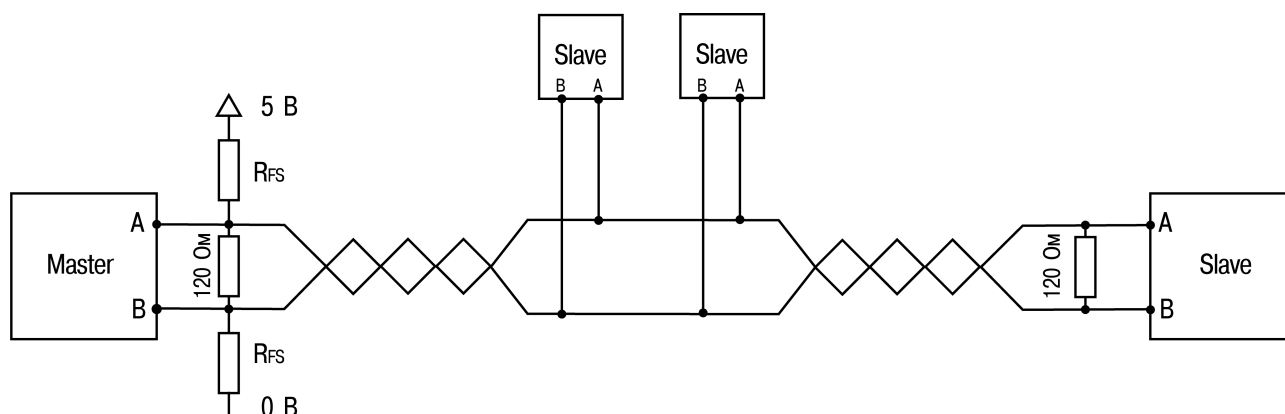 Slave
B A
Slave
B A
5 В
RFS
Master
A
B
120 Ом
RFS
0 В
120 Ом
A
B
Slave